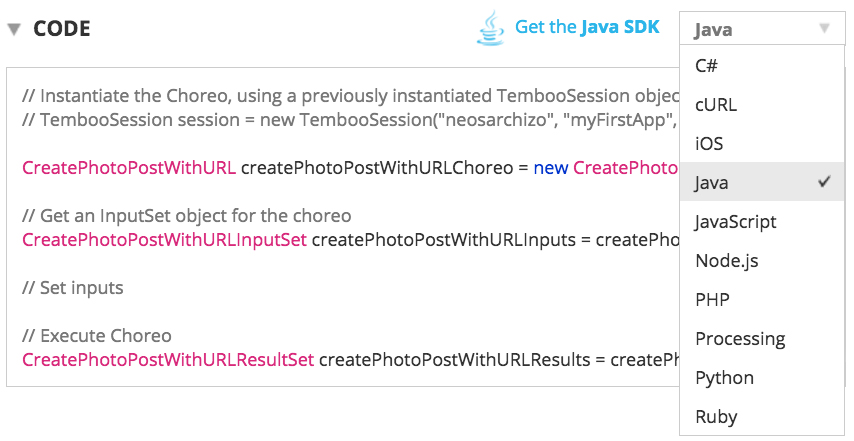 CODE
Get the Java SDK
Java
// Instantiate the Choreo, using a previously instantiated TembooSession objec
// TembooSession session = new TembooSession("neosarchizo", "myFirstApp",
CreatePhotoPostWithURL createPhotoPostWithURLChoreo = new CreatePhoto
// Get an InputSet object for the choreo
CreatePhotoPostWithURLInputSet createPhotoPostWithURLInputs = createPho
// Set inputs
// Execute Choreo
CreatePhotoPostWithURLResultSet createPhotoPostWithURLResults = createPh
C#
cURL
iOS
Java
JavaScript
Node.js
PHP
Processing
Python
Ruby